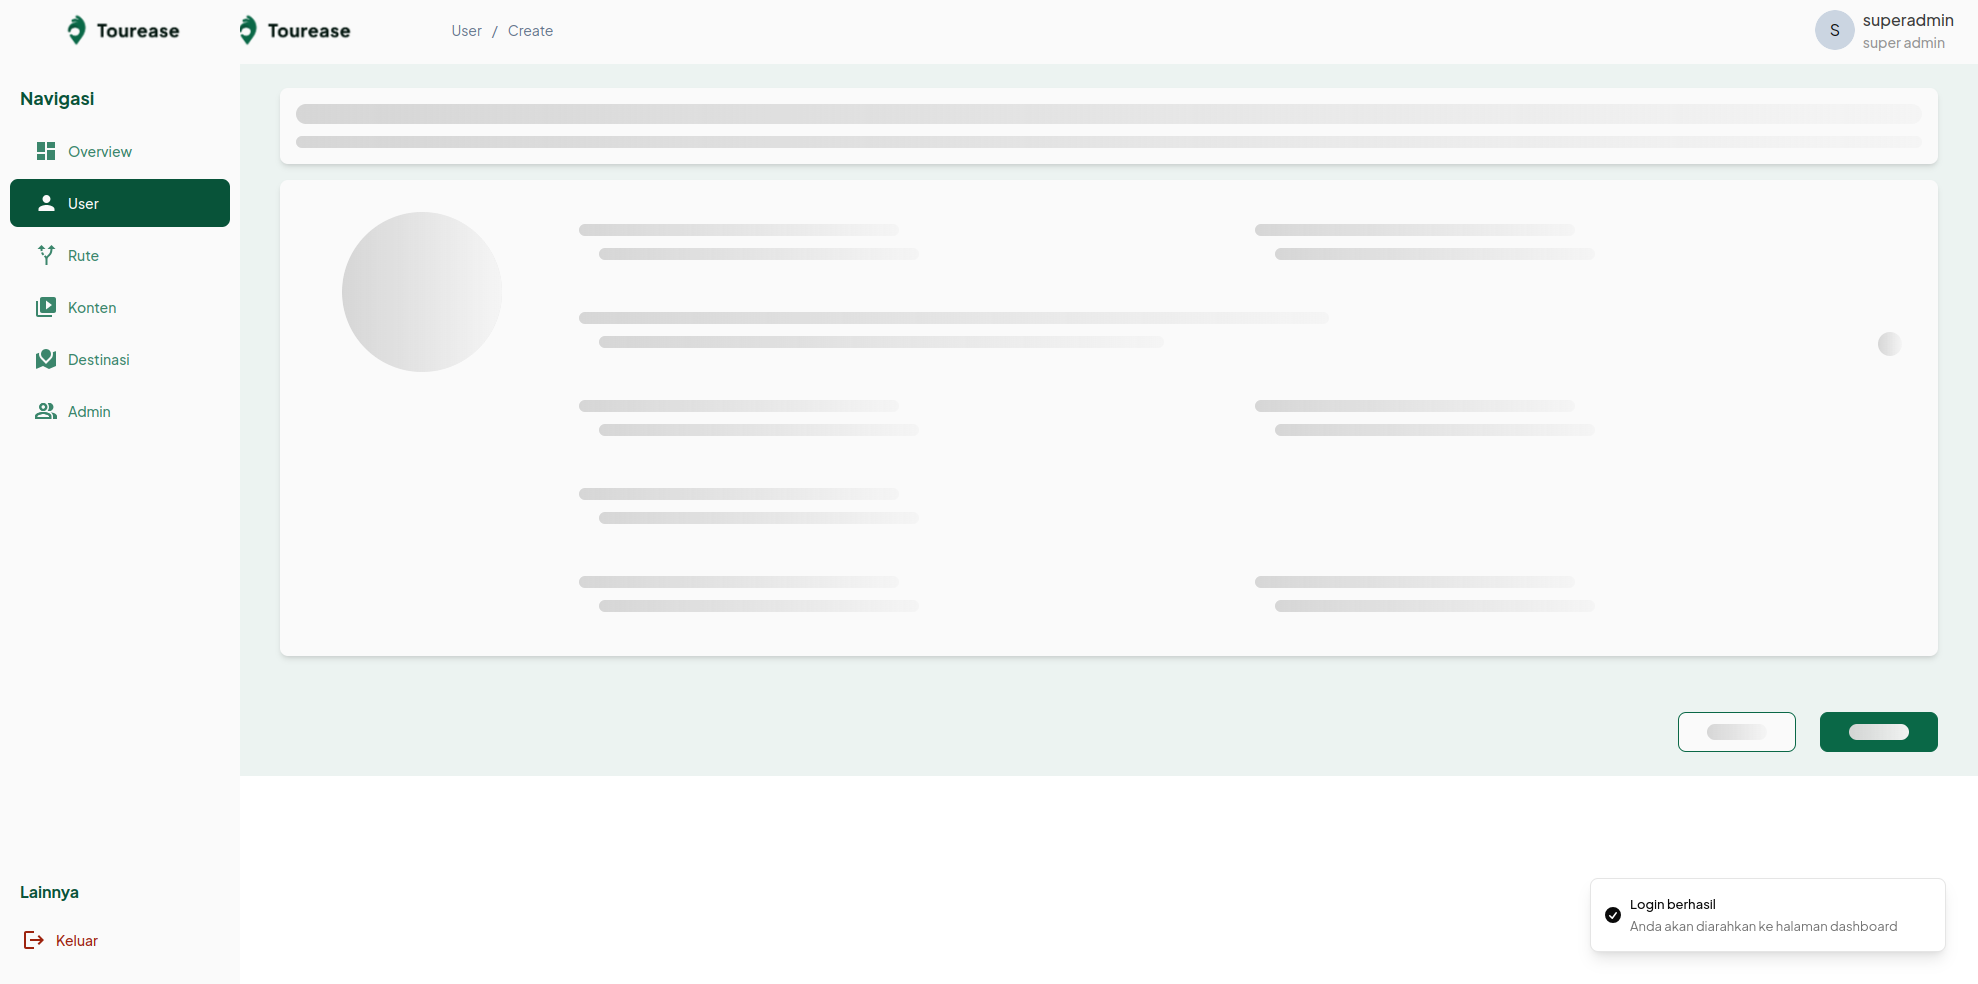 Tourease
Tourease
User / Create
S
superadmin
super admin
Navigasi
Overview
User
Rute
Konten
Destinasi
Admin
Lainnya
Keluar
Login berhasil
Anda akan diarahkan ke halaman dashboard